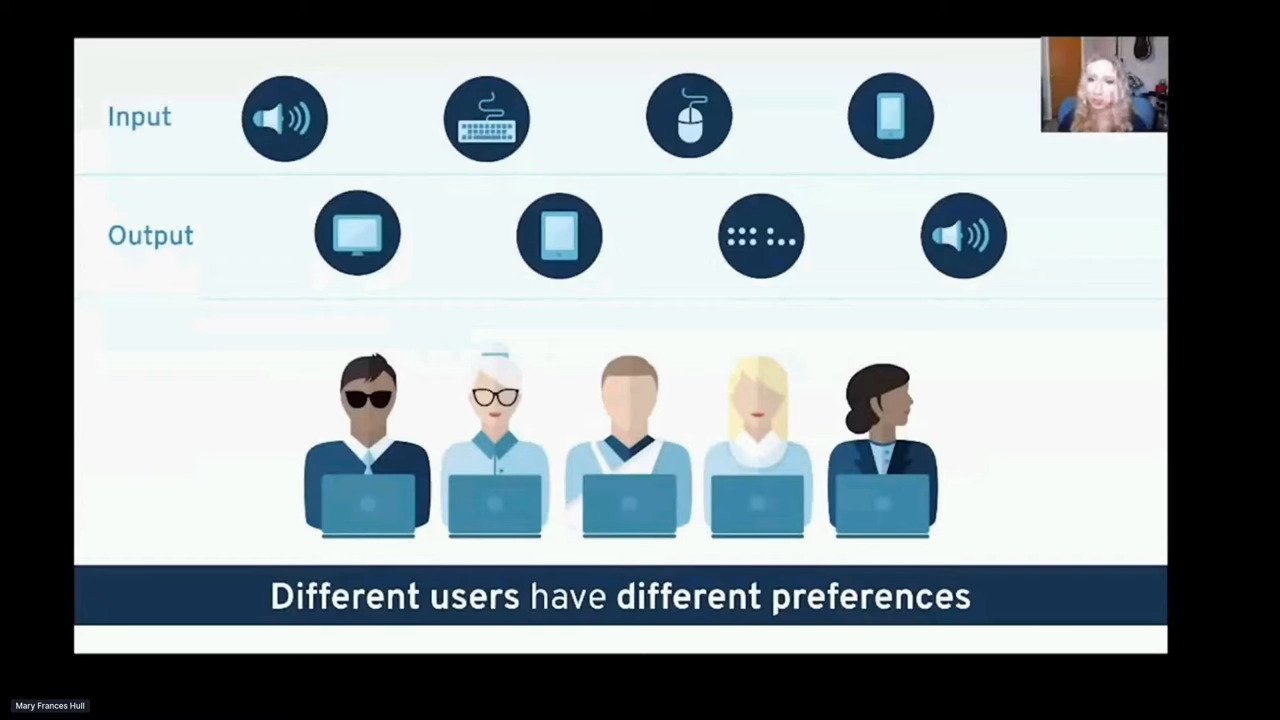 Input
Output
Different users have different preferences
Mary Frances Hull